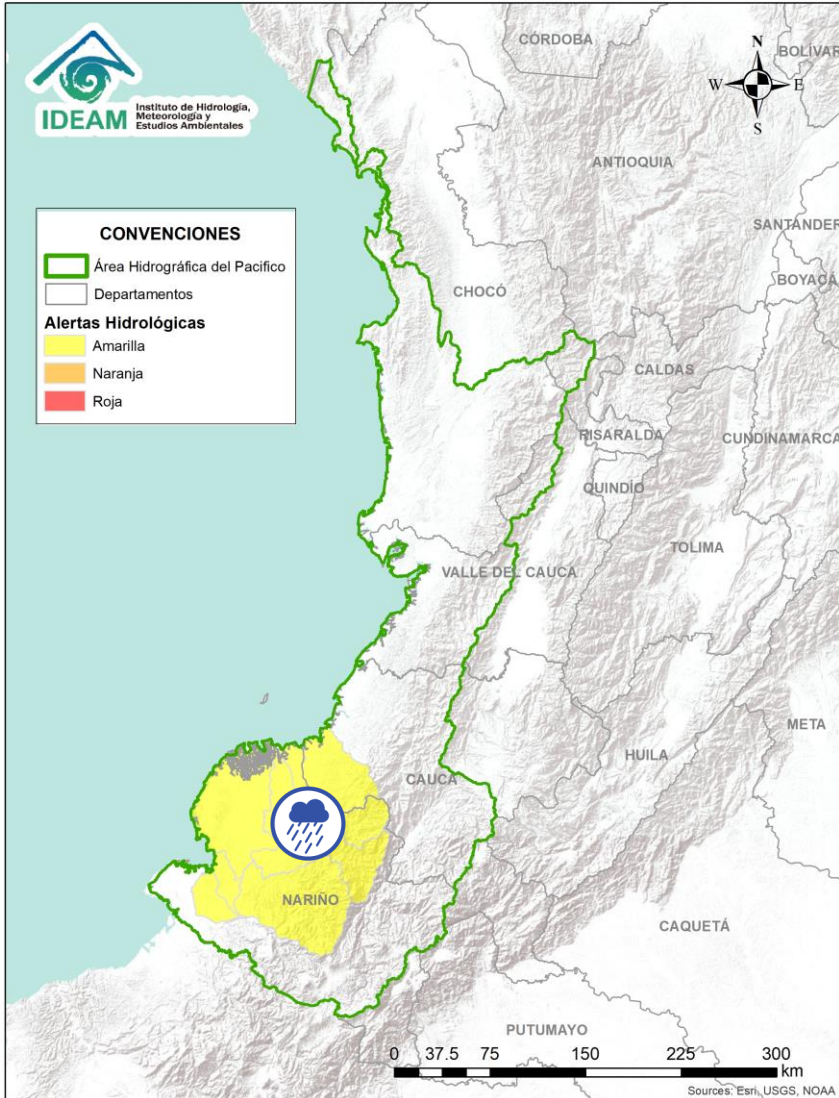 IDEAM
Instituto de Hidrología,
Meteorología y
Estudios Ambientales
N
W E
S
CÓRDOBA
BOLÍVAR
ANTIOQUIA
SANTANDER
BOYACÁ
CONVENCIONES
Área Hidrográfica del Pacifico
Departamentos
Alertas Hidrológicas
Amarilla
Naranja
Roja
CHOCÓ
CALDAS
RISARALDA
CUNDINAMARCA
QUINDÍO
TOLIMA
VALLE DEL CAUCA
META
HUILA
CAUCA
NARIÑO
CAQUETÁ
PUTUMAYO
0 37.5 75 150 225 300
km
Sources: Esri, USGS, NOAA